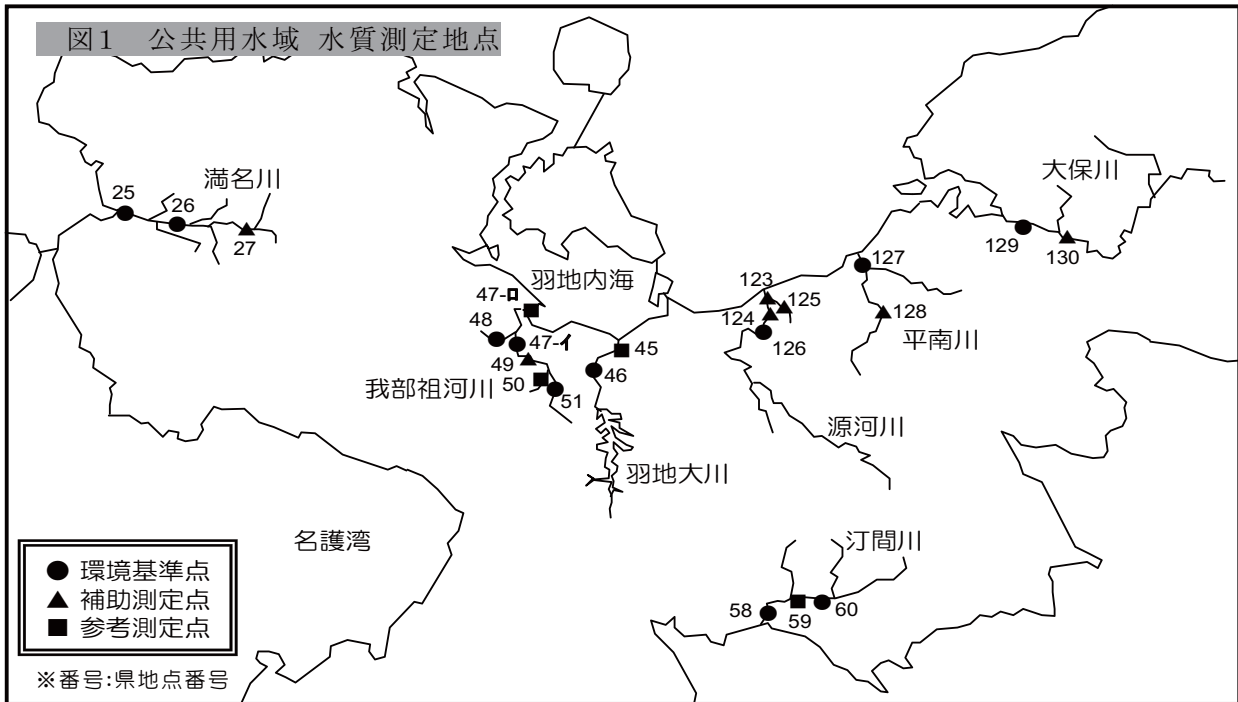 図1 公共用水域 水質測定地点
満名川
25
26
27
羽地内海
47-ロ
48
47-イ
49
50
51
我部祖河川
45
46
羽地大川
大保川
129
130
127
128
平南川
123
124
125
126
源河川
名護湾
汀間川
58
59
60
環境基準点
補助測定点
参考測定点
※番号:県地点番号